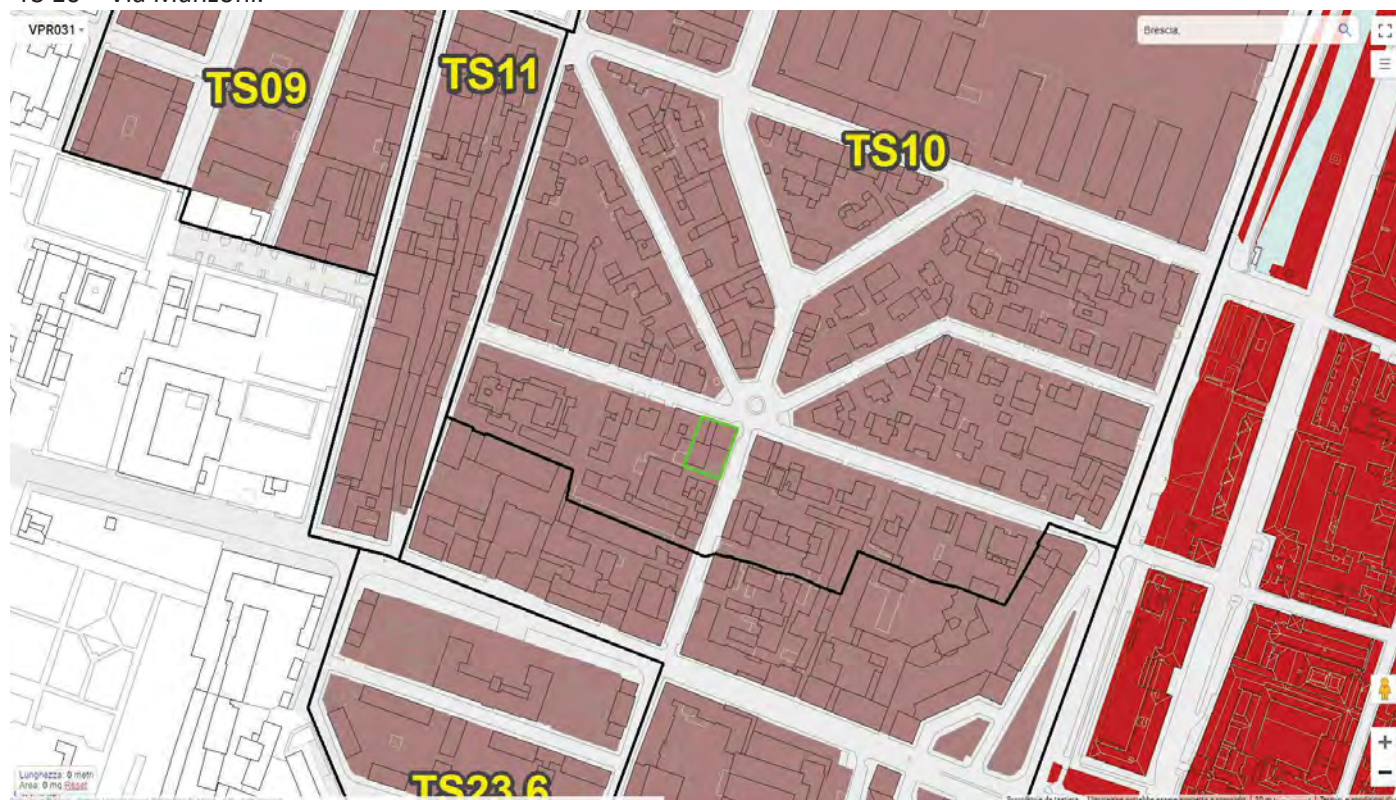 VPR031
Brescia,
TS09
TS11
TS10
TS23.6
Lunghezza: 0 metri
Area: 0 mq Reset